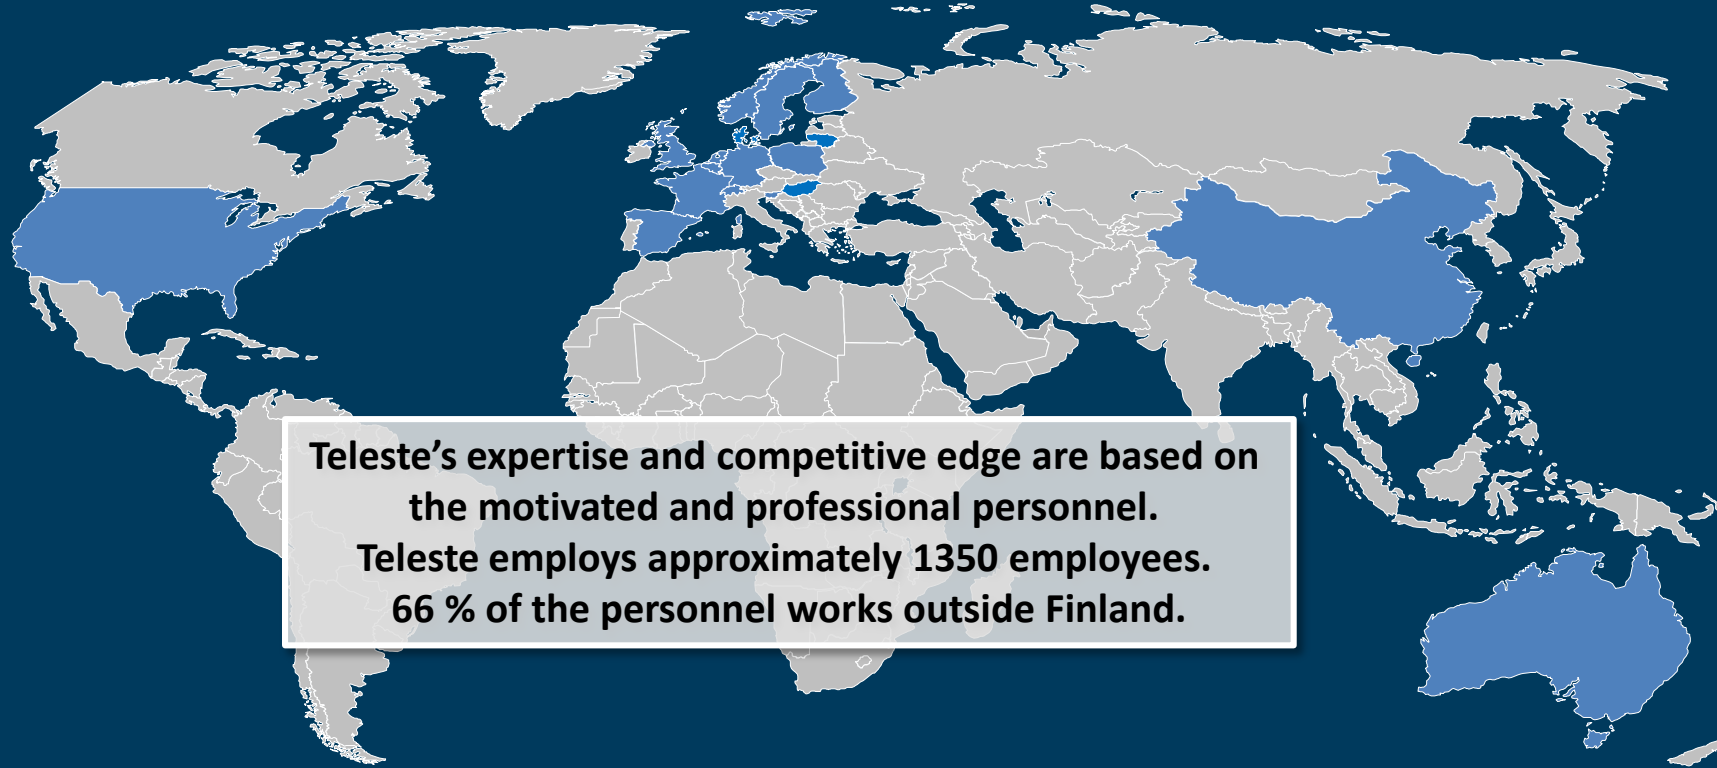 Teleste’s expertise and competitive edge are based on
the motivated and professional personnel.
Teleste employs approximately 1350 employees.
66 % of the personnel works outside Finland.